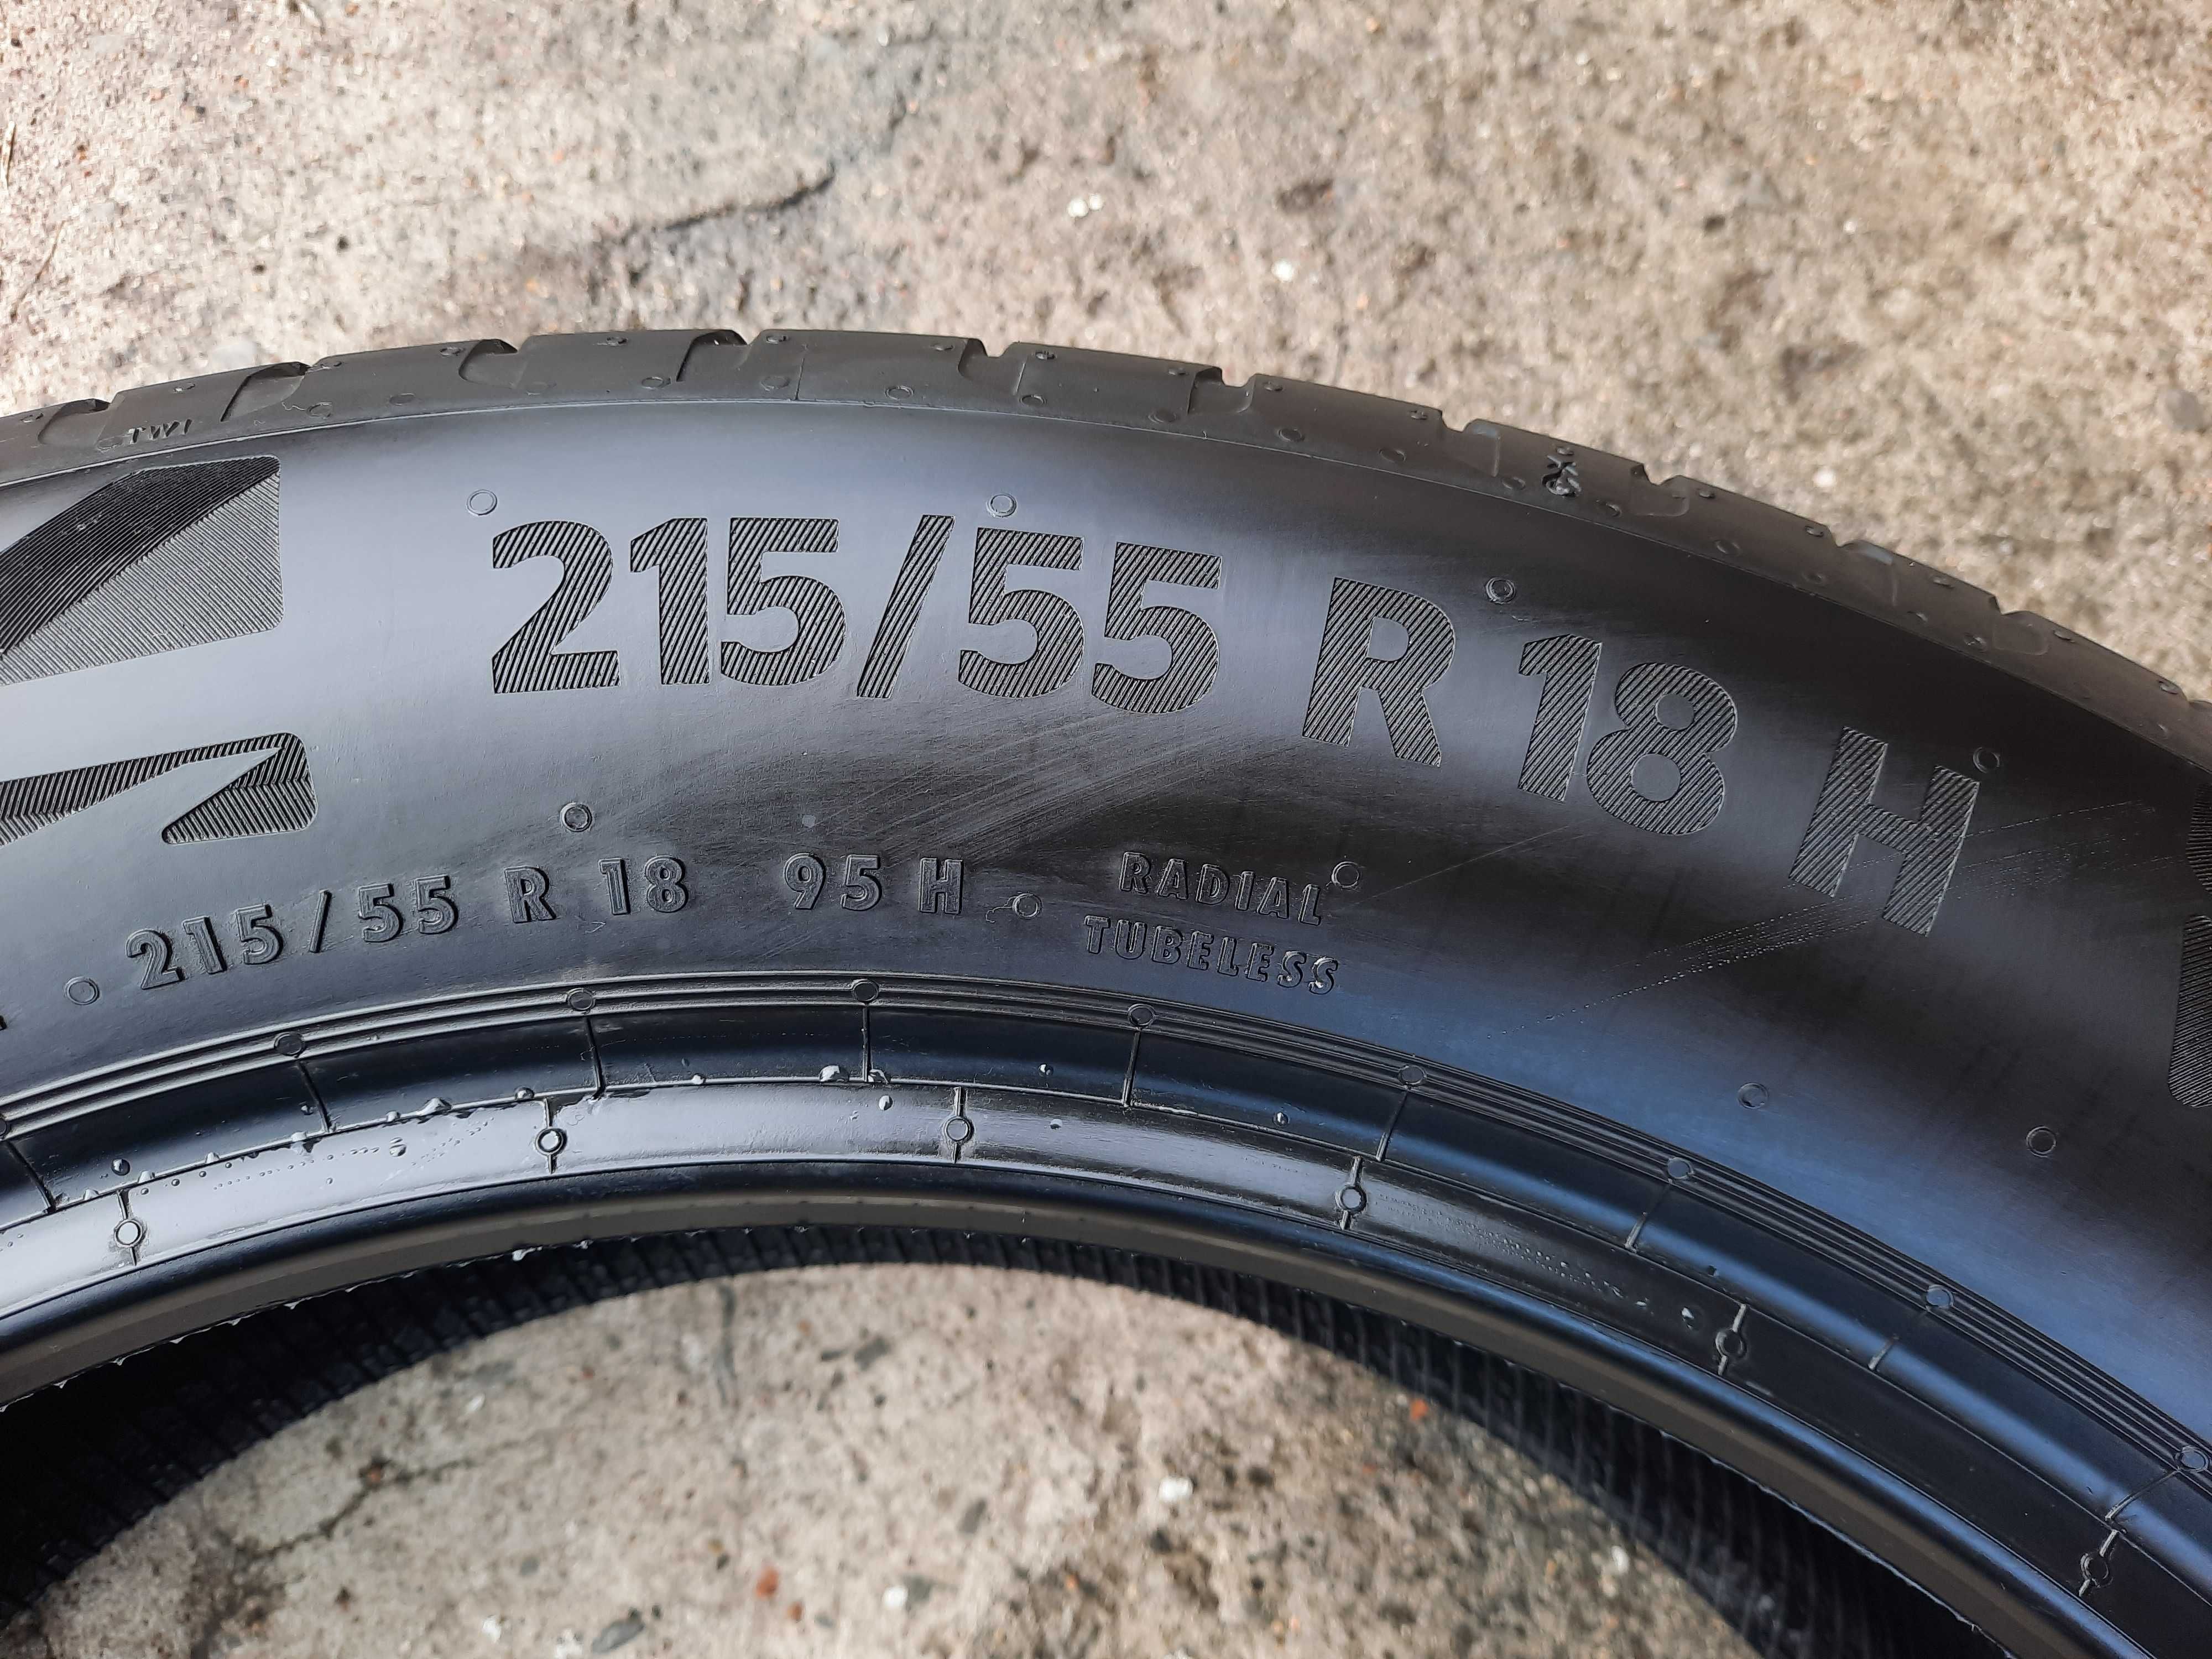 TWI
215/55 R 18 H
215/55 R 18 95 H
RADIAL
TUBELESS